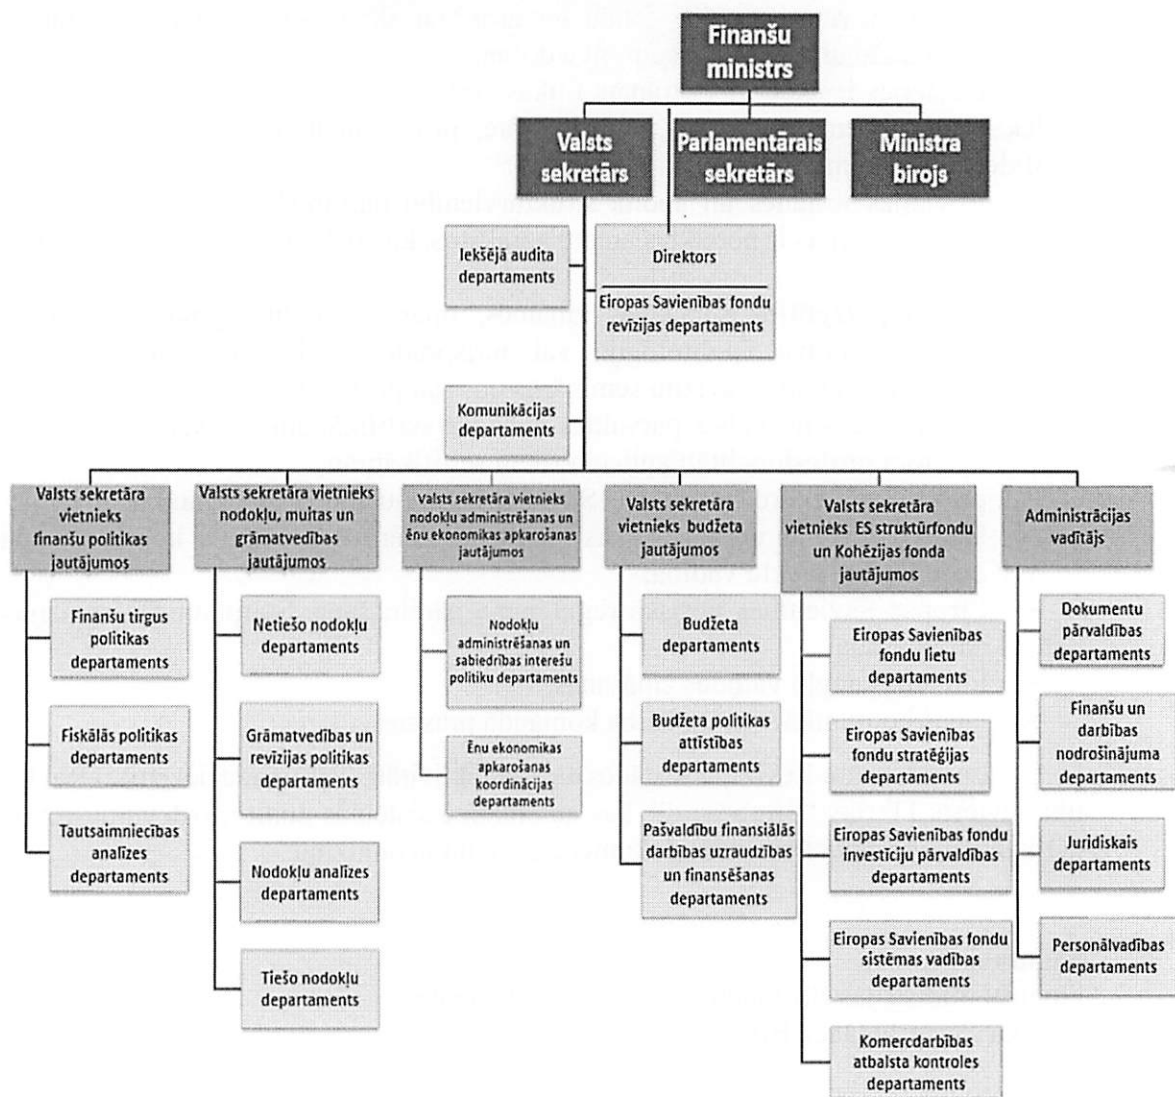 Finanšu
ministrs
Valsts
sekretārs
Parlamentārais
sekretārs
Ministra
birojs
Iekšējā audita
departaments
Direktors
Eiropas Savienības fondu
revīzijas departaments
Komunikācijas
departaments
Valsts sekretāra
vietnieks
finanšu politikas
jautājumos
Finanšu tirgus
politikas
departaments
Fiskālās politikas
departaments
Tautsaimniecības
analīzes
departaments
Valsts sekretāra vietnieks
nodokļu, muitas un
grāmatvedības
jautājumos
Netiešo nodokļu
departaments
Grāmatvedības un
revīzijas politikas
departaments
Nodokļu analīzes
departaments
Tiešo nodokļu
departaments
Valsts sekretāra vietnieks
nodokļu administrēšanas un
ēnu ekonomikas apkarošanas
jautājumos
Nodokļu
administrēšanas un
sabiedrības interešu
politiku departaments
Ēnu ekonomikas
apkarošanas
koordinācijas
departaments
Valsts sekretāra
vietnieks budžeta
jautājumos
Budžeta
departaments
Budžeta politikas
attīstības
departaments
Pašvaldību finansiālās
darbības uzraudzības
un finansēšanas
departaments
Valsts sekretāra
vietnieks ES struktūrfondu
un Kohēzijas fonda
jautājumos
Eiropas Savienības
fondu lietu
departaments
Eiropas Savienības
fondu stratēģijas
departaments
Eiropas Savienības fondu
investīciju pārvaldības
departaments
Eiropas Savienības fondu
sistēmas vadības
departaments
Komercdarbības
atbalsta kontroles
departaments
Administrācijas
vadītājs
Dokumentu
pārvaldības
departaments
Finanšu un
darbības
nodrošinājuma
departaments
Juridiskais
departaments
Personālvadības
departaments